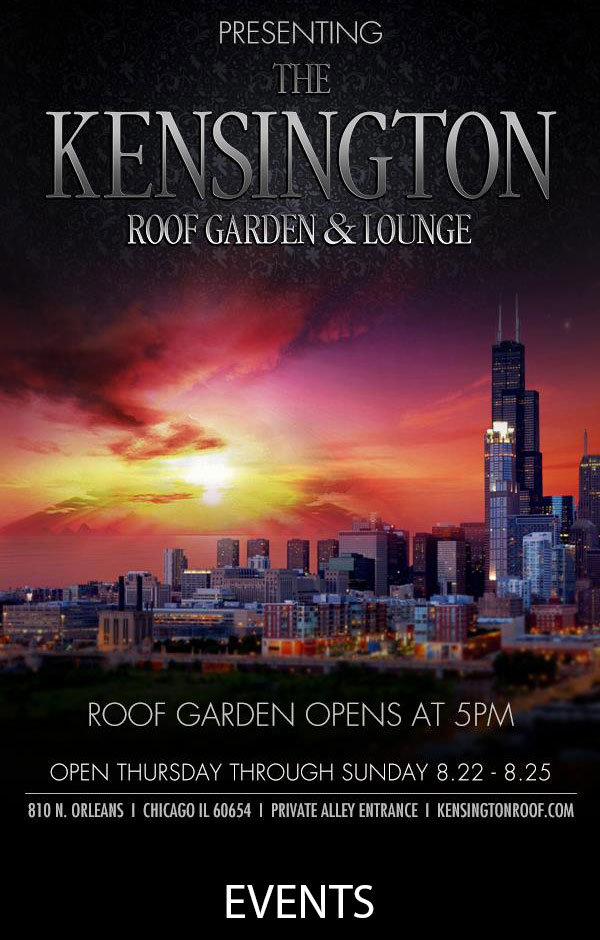 PRESENTING
THE
KENSINGTON
ROOF GARDEN & LOUNGE
ROOF GARDEN OPENS AT 5PM
OPEN THURSDAY THROUGH SUNDAY 8.22 - 8.25
810 N. ORLEANS I CHICAGO IL 60654 I PRIVATE ALLEY ENTRANCE I KENSINGTONROOF.COM
EVENTS